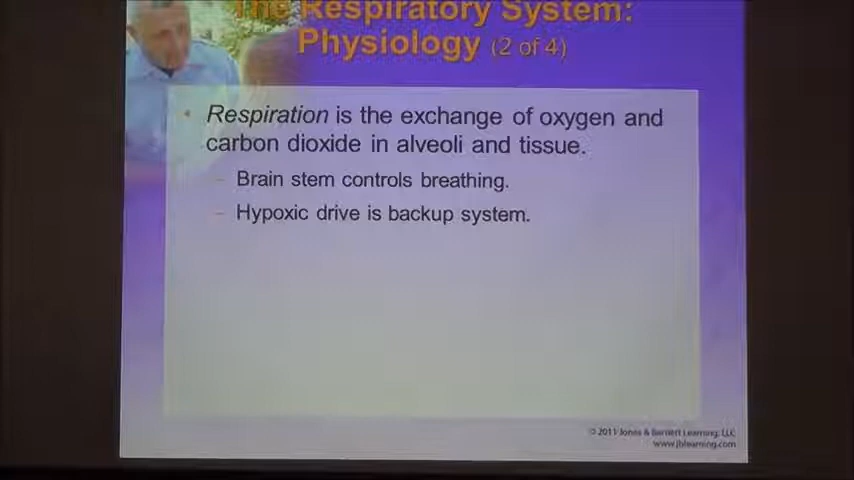 The Respiratory System:
Physiology (2 of 4)
• Respiration is the exchange of oxygen and
carbon dioxide in alveoli and tissue.
– Brain stem controls breathing.
– Hypoxic drive is backup system.
© 2011 Jones & Bartlett Learning, LLC
www.jblearning.com